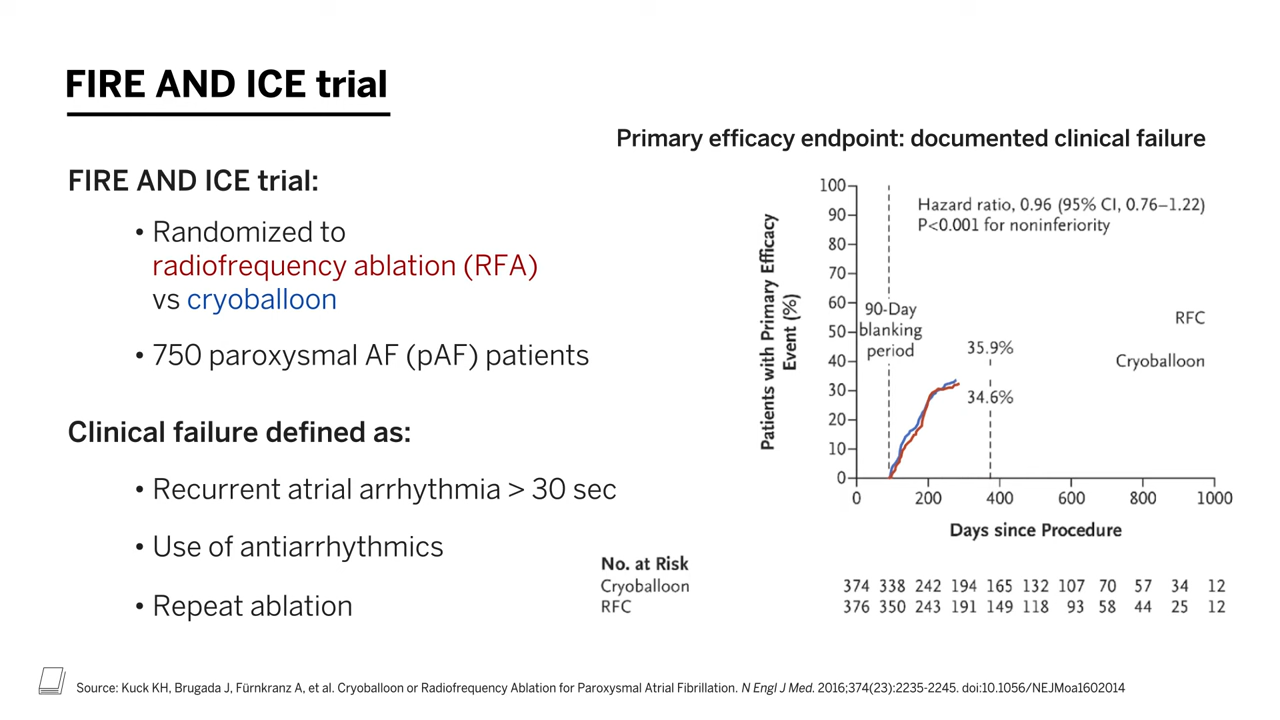 FIRE AND ICE trial
FIRE AND ICE trial:
• Randomized to
radiofrequency ablation (RFA)
vs cryoballoon
• 750 paroxysmal AF (pAF) patients
Clinical failure defined as:
• Recurrent atrial arrhythmia > 30 sec
• Use of antiarrhythmics
• Repeat ablation
Primary efficacy endpoint: documented clinical failure
Patients with Primary Efficacy
Event (%)
100
90
80
70
60
50
40
30
20
10
0
Hazard ratio, 0.96 (95% CI, 0.76–1.22)
P<0.001 for noninferiority
90-Day
blanking
period
35.9%
34.6%
RFC
Cryoballoon
0 200 400 600 800 1000
Days since Procedure
No. at Risk
Cryoballoon 374 338 242 194 165 132 107 70 57 34 12
RFC 376 350 243 191 149 118 93 58 44 25 12
Source: Kuck KH, Brugada J, Fürnkranz A, et al. Cryoballoon or Radiofrequency Ablation for Paroxysmal Atrial Fibrillation. N Engl J Med. 2016;374(23):2235-2245. doi:10.1056/NEJMoa1602014